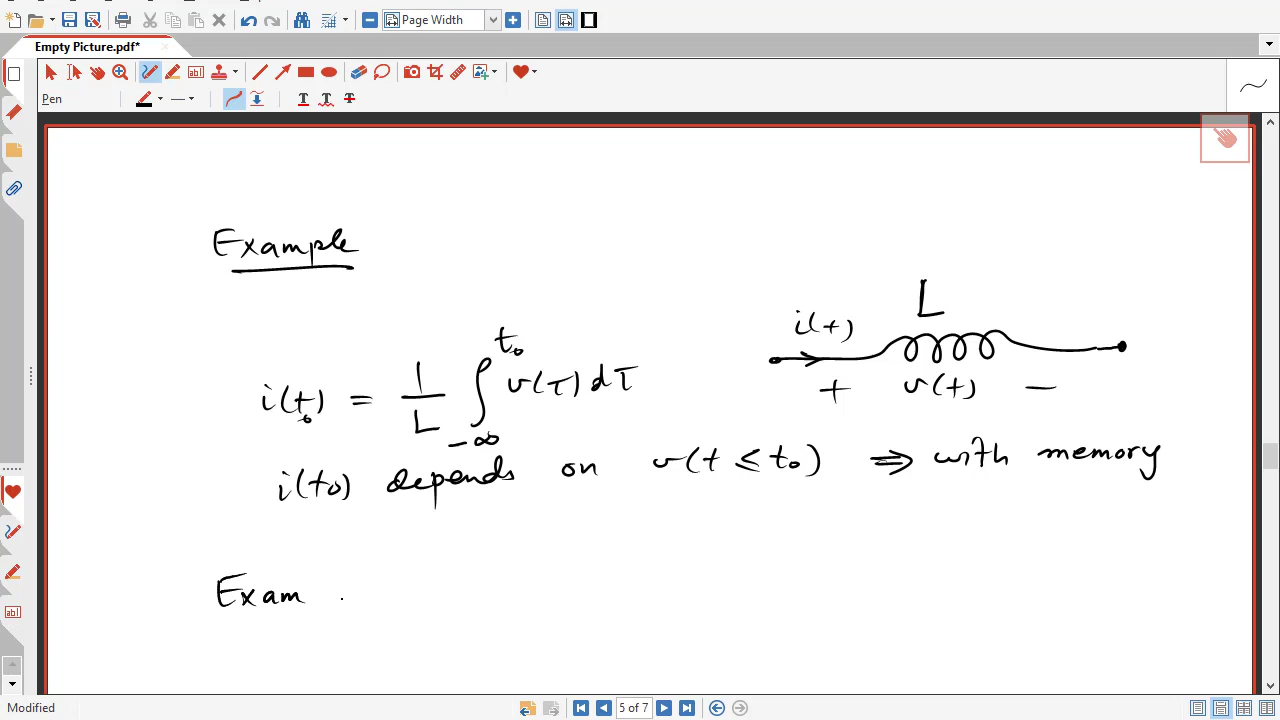 Page Width
Empty Picture.pdf*
Pen
Example
L
i(t)
i(t₀) = 1/L ∫_{-∞}^{t₀} v(τ) dτ
+ v(t) −
i(t₀) depends on v(t ≤ t₀) ⇒ with memory
Exam
Modified
5 of 7